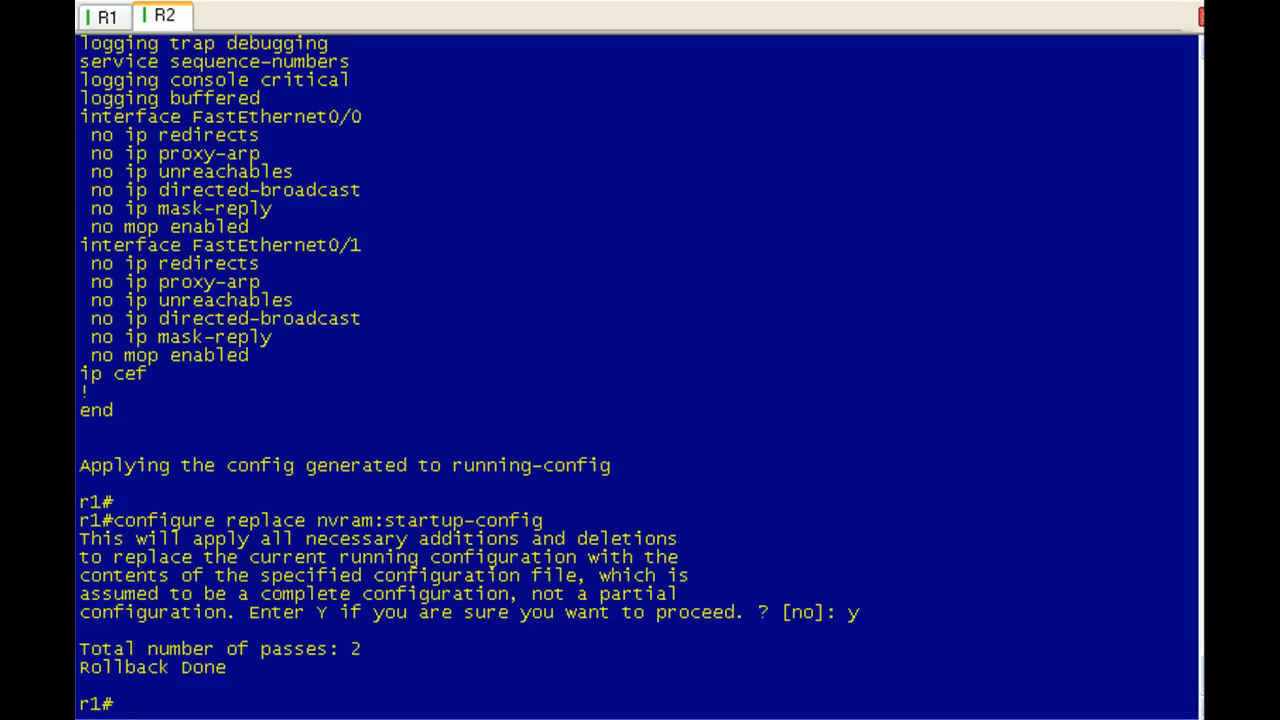 R1 R2
logging trap debugging
service sequence-numbers
logging console critical
logging buffered
interface FastEthernet0/0
 no ip redirects
 no ip proxy-arp
 no ip unreachables
 no ip directed-broadcast
 no ip mask-reply
 no mop enabled
interface FastEthernet0/1
 no ip redirects
 no ip proxy-arp
 no ip unreachables
 no ip directed-broadcast
 no ip mask-reply
 no mop enabled
ip cef
!
end
Applying the config generated to running-config
r1#
r1#configure replace nvram:startup-config
This will apply all necessary additions and deletions
to replace the current running configuration with the
contents of the specified configuration file, which is
assumed to be a complete configuration, not a partial
configuration. Enter Y if you are sure you want to proceed. ? [no]: y
Total number of passes: 2
Rollback Done
r1#